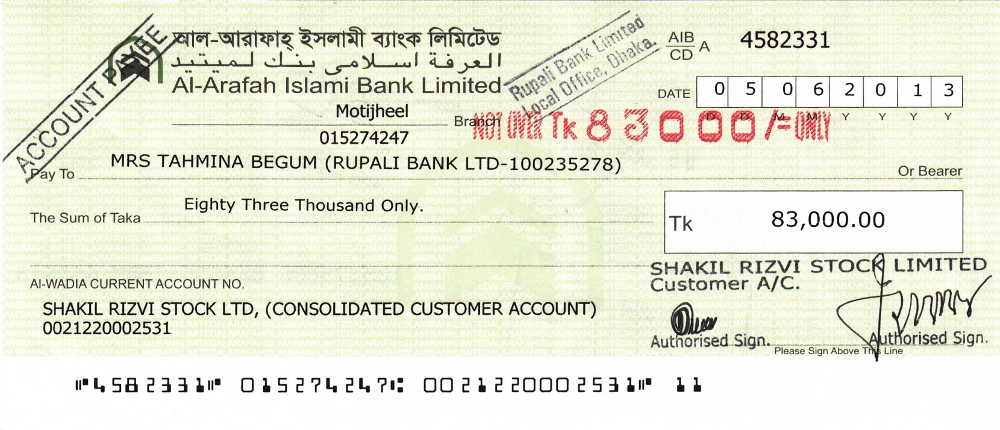 ACCOUNT PAYEE
আল-আরাফাহ্ ইসলামী ব্যাংক লিমিটেড
العرفة اسلامى بنك لميتيد
Al-Arafah Islami Bank Limited
Rupali Bank Limited
Local Office, Dhaka.
AIB
CD A 4582331
DATE 0 5 0 6 2 0 1 3
D D M M Y Y Y Y
Motijheel Branch
NOT OVER Tk 83000/= ONLY
015274247
Pay To MRS TAHMINA BEGUM (RUPALI BANK LTD-100235278) Or Bearer
The Sum of Taka Eighty Three Thousand Only.
Tk 83,000.00
SHAKIL RIZVI STOCK LIMITED
Customer A/C.
Al-WADIA CURRENT ACCOUNT NO.
SHAKIL RIZVI STOCK LTD, (CONSOLIDATED CUSTOMER ACCOUNT)
0021220002531
Authorised Sign. Authorised Sign.
Please Sign Above This Line
⑈4582331⑈ 015274247⑆ 0021220002531⑈ 11